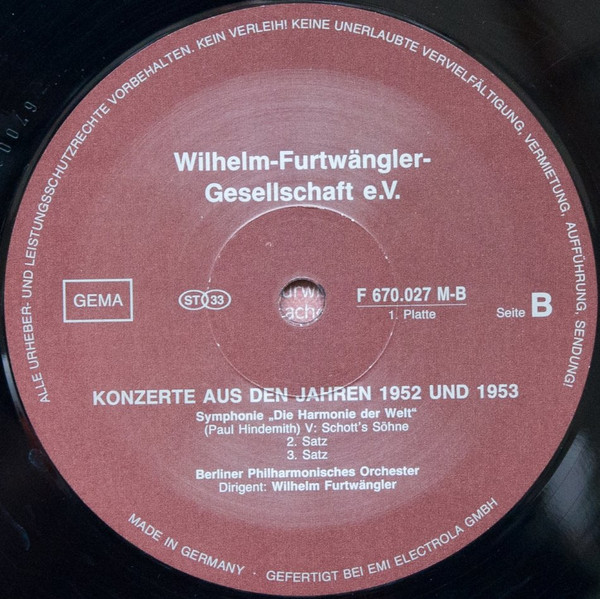 ALLE URHEBER- UND LEISTUNGSSCHUTZRECHTE VORBEHALTEN. KEIN VERLEIH! KEINE UNERLAUBTE VERVIELFÄLTIGUNG, VERMIETUNG, AUFFÜHRUNG, SENDUNG!
Wilhelm-Furtwängler-
Gesellschaft e.V.
GEMA
ST 33
F 670.027 M-B
1. Platte
Seite B
KONZERTE AUS DEN JAHREN 1952 UND 1953
Symphonie „Die Harmonie der Welt“
(Paul Hindemith) V: Schott's Söhne
2. Satz
3. Satz
Berliner Philharmonisches Orchester
Dirigent: Wilhelm Furtwängler
MADE IN GERMANY · GEFERTIGT BEI EMI ELECTROLA GMBH